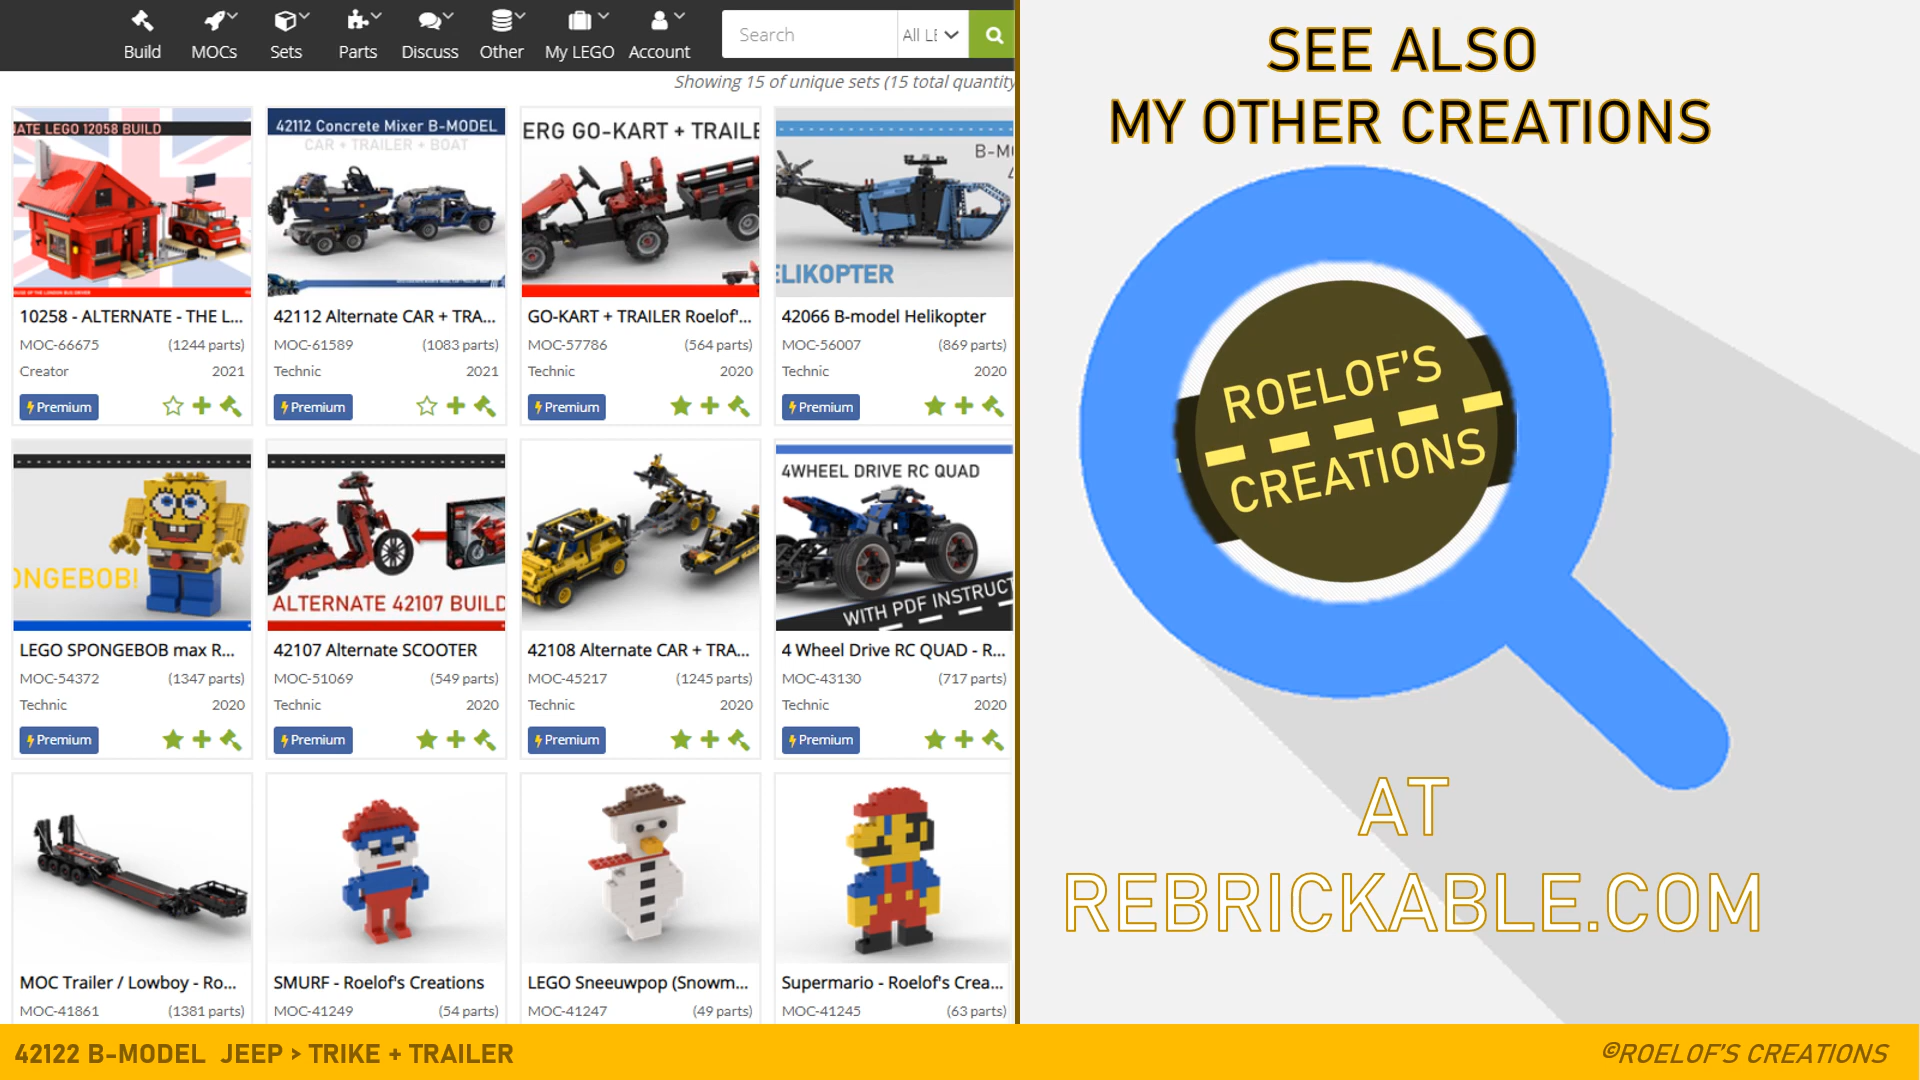 Build MOCs Sets Parts Discuss Other My LEGO Account Search All LE
Showing 15 of unique sets (15 total quantity
NATE LEGO 12058 BUILD
42112 Concrete Mixer B-MODEL
CAR + TRAILER + BOAT
ERG GO-KART + TRAILE
B-M
ELIKOPTER
10258 - ALTERNATE - THE L...
MOC-66675 (1244 parts)
Creator 2021
Premium
42112 Alternate CAR + TRA...
MOC-61589 (1083 parts)
Technic 2021
Premium
GO-KART + TRAILER Roelof'...
MOC-57786 (564 parts)
Technic 2020
Premium
42066 B-model Helikopter
MOC-56007 (869 parts)
Technic 2020
Premium
ONGEBOB!
ALTERNATE 42107 BUILD
4WHEEL DRIVE RC QUAD
WITH PDF INSTRUCT
LEGO SPONGEBOB max R...
MOC-54372 (1347 parts)
Technic 2020
Premium
42107 Alternate SCOOTER
MOC-51069 (549 parts)
Technic 2020
Premium
42108 Alternate CAR + TRA...
MOC-45217 (1245 parts)
Technic 2020
Premium
4 Wheel Drive RC QUAD - R...
MOC-43130 (717 parts)
Technic 2020
Premium
MOC Trailer / Lowboy - Ro...
MOC-41861 (1381 parts)
SMURF - Roelof's Creations
MOC-41249 (54 parts)
LEGO Sneeuwpop (Snowm...
MOC-41247 (49 parts)
Supermario - Roelof's Crea...
MOC-41245 (63 parts)
SEE ALSO
MY OTHER CREATIONS
ROELOF'S
CREATIONS
AT
REBRICKABLE.COM
42122 B-MODEL JEEP > TRIKE + TRAILER
©ROELOF'S CREATIONS